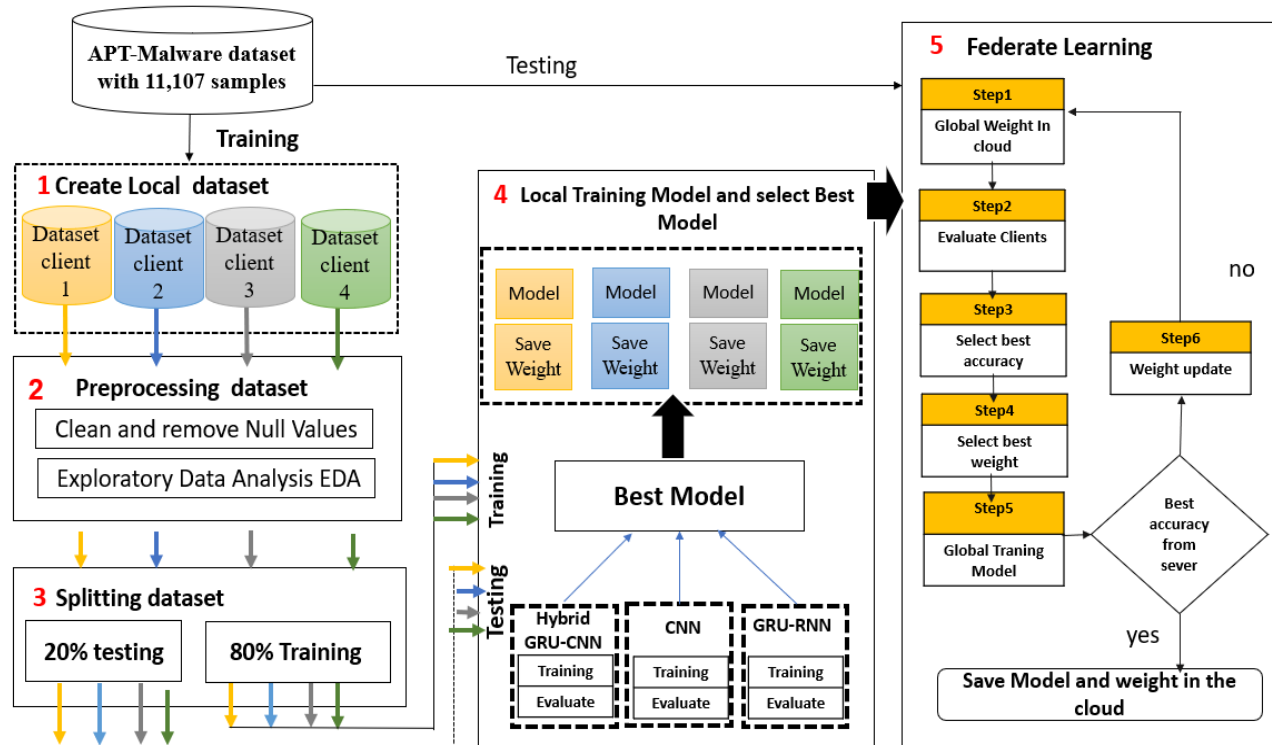 APT-Malware dataset
with 11,107 samples
Testing
Training
1 Create Local dataset
Dataset
client
1
Dataset
client
2
Dataset
client
3
Dataset
client
4
2 Preprocessing dataset
Clean and remove Null Values
Exploratory Data Analysis EDA
3 Splitting dataset
20% testing
80% Training
Training
Testing
4 Local Training Model and select Best
Model
Model
Model
Model
Model
Save
Weight
Save
Weight
Save
Weight
Save
Weight
Best Model
Hybrid
GRU-CNN
Training
Evaluate
CNN
Training
Evaluate
GRU-RNN
Training
Evaluate
5 Federate Learning
Step1
Global Weight In
cloud
Step2
Evaluate Clients
Step3
Select best
accuracy
Step4
Select best
weight
Step5
Global Traning
Model
Best
accuracy
from
sever
no
Step6
Weight update
yes
Save Model and weight in the
cloud